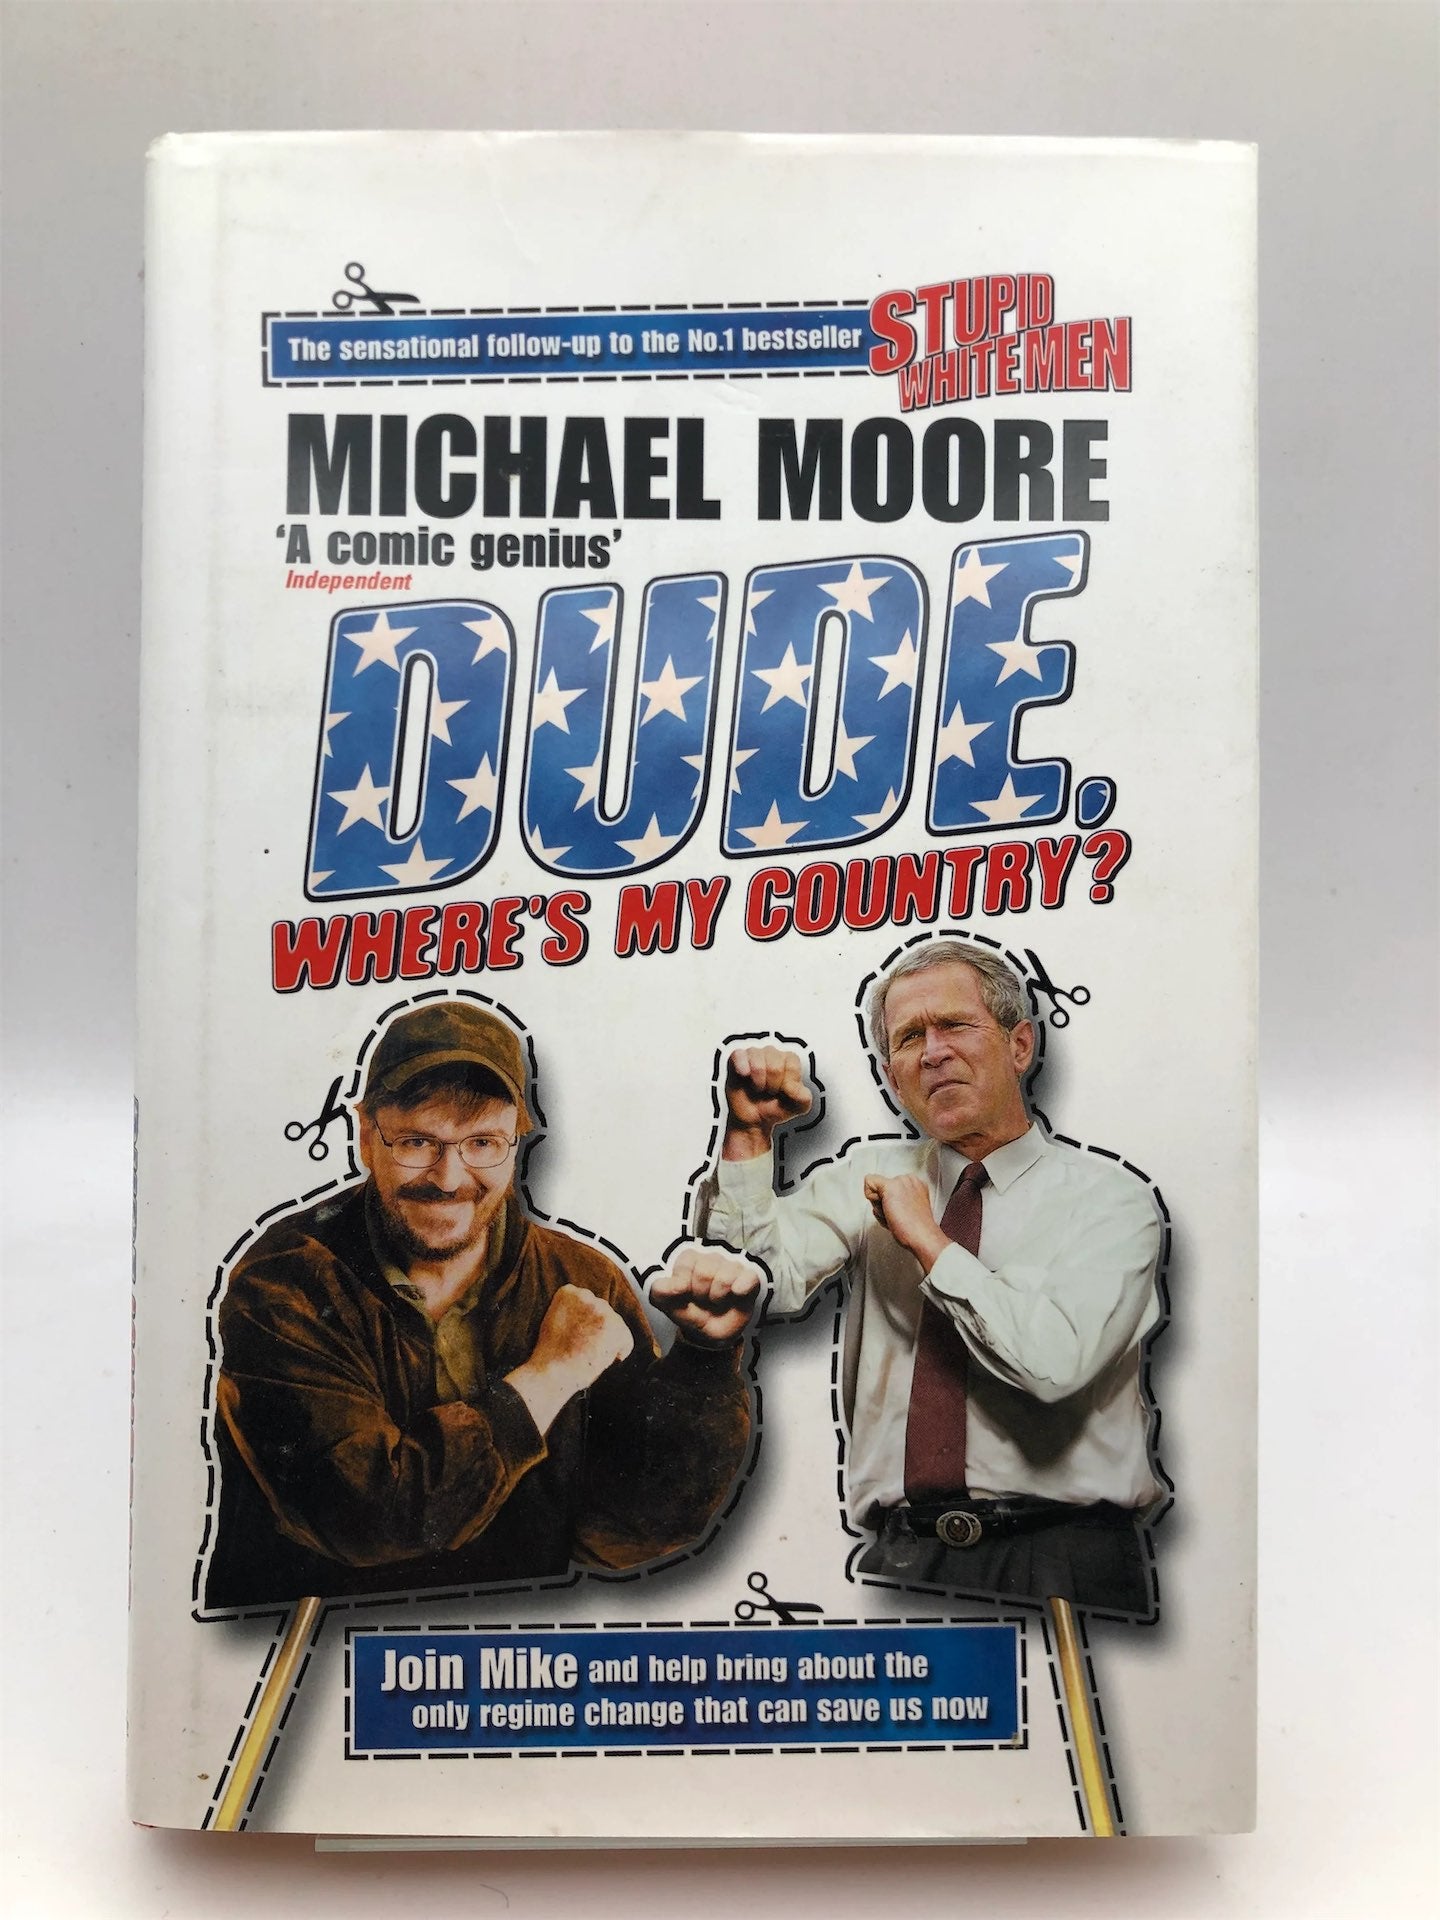 The sensational follow-up to the No.1 bestseller
STUPID
WHITE MEN
MICHAEL MOORE
‘A comic genius’
Independent
DUDE,
WHERE'S MY COUNTRY?
Join Mike and help bring about the
only regime change that can save us now